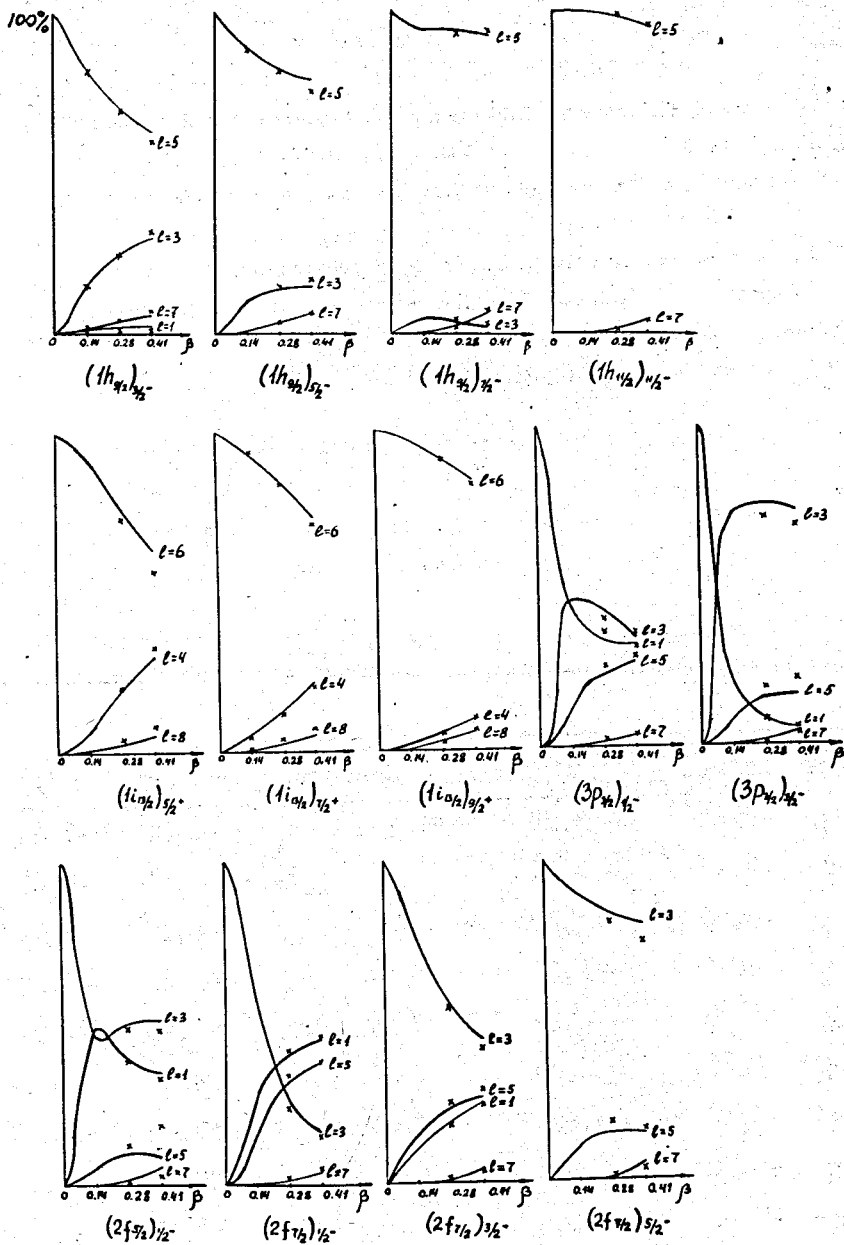 100%
ℓ=5
ℓ=3
ℓ=7
ℓ=1
0 0.14 0.28 0.41 β
ℓ=5
ℓ=3
ℓ=7
0 0.14 0.28 0.41 β
ℓ=5
ℓ=7
ℓ=3
0 0.14 0.28 0.41 β
ℓ=5
ℓ=7
0 0.14 0.28 0.41 β
(1h9/2)3/2- (1h9/2)5/2- (1h9/2)7/2- (1h11/2)11/2-
ℓ=6
ℓ=4
ℓ=8
0 0.14 0.28 0.41 β
ℓ=6
ℓ=4
ℓ=8
0 0.14 0.28 0.41 β
ℓ=6
ℓ=4
ℓ=8
0 0.14 0.28 0.41 β
ℓ=3
ℓ=1
ℓ=5
ℓ=7
0 0.14 0.28 0.41 β
ℓ=3
ℓ=5
ℓ=1
ℓ=7
0 0.14 0.28 0.41 β
(1i13/2)5/2+ (1i13/2)7/2+ (1i13/2)9/2+ (3p3/2)1/2- (3p3/2)3/2-
ℓ=3
ℓ=1
ℓ=5
ℓ=7
0 0.14 0.28 0.41 β
ℓ=1
ℓ=5
ℓ=3
ℓ=7
0 0.14 0.28 0.41 β
ℓ=3
ℓ=5
ℓ=1
ℓ=7
0 0.14 0.28 0.41 β
ℓ=3
ℓ=5
ℓ=7
0 0.14 0.28 0.41 β
(2f5/2)1/2- (2f7/2)1/2- (2f7/2)3/2- (2f7/2)5/2-